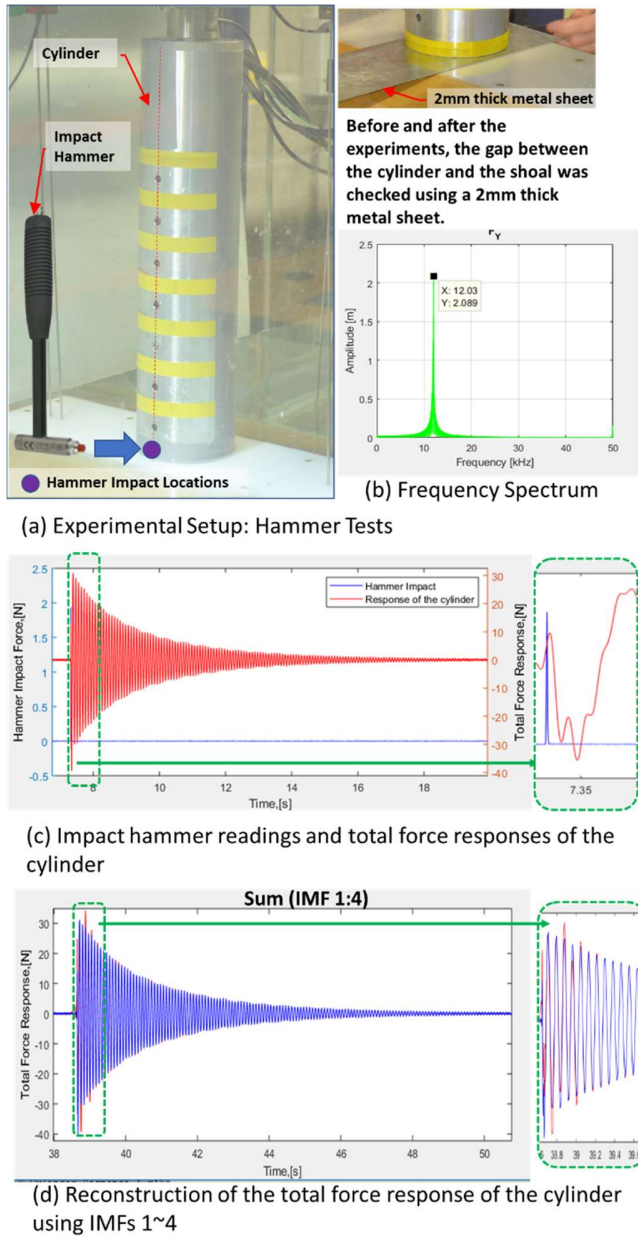 Cylinder
Impact
Hammer
Hammer Impact Locations
2mm thick metal sheet
Before and after the
experiments, the gap between
the cylinder and the shoal was
checked using a 2mm thick
metal sheet.
2.5
2
1.5
1
0.5
0
Amplitude [m]
X: 12.03
Y: 2.089
0 10 20 30 40 50
Frequency [kHz]
(b) Frequency Spectrum
(a) Experimental Setup: Hammer Tests
2.5
2
1.5
1
0.5
0
-0.5
Hammer Impact Force,[N]
Hammer Impact
Response of the cylinder
30
20
10
0
-10
-20
-30
-40
Total Force Response,[N]
8 10 12 14 16 18
Time,[s]
7.35
(c) Impact hammer readings and total force responses of the
cylinder
Sum (IMF 1:4)
30
20
10
0
-10
-20
-30
-40
Total Force Response,[N]
38 40 42 44 46 48 50
Time,[s]
38.8 39 39.2 39.4
(d) Reconstruction of the total force response of the cylinder
using IMFs 1~4